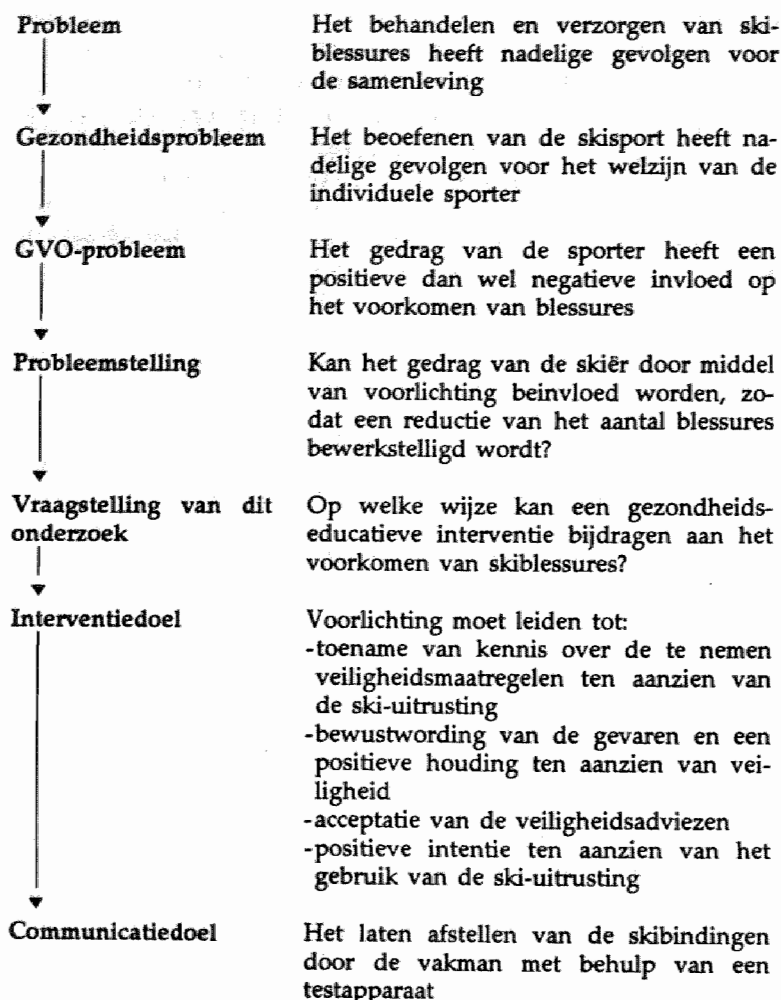 Probleem
Het behandelen en verzorgen van ski-
blessures heeft nadelige gevolgen voor
de samenleving
Gezondheidsprobleem
Het beoefenen van de skisport heeft na-
delige gevolgen voor het welzijn van de
individuele sporter
GVO-probleem
Het gedrag van de sporter heeft een
positieve dan wel negatieve invloed op
het voorkomen van blessures
Probleemstelling
Kan het gedrag van de skiër door middel
van voorlichting beinvloed worden, zo-
dat een reductie van het aantal blessures
bewerkstelligd wordt?
Vraagstelling van dit
onderzoek
Op welke wijze kan een gezondheids-
educatieve interventie bijdragen aan het
voorkomen van skiblessures?
Interventiedoel
Voorlichting moet leiden tot:
-toename van kennis over de te nemen
veiligheidsmaatregelen ten aanzien van
de ski-uitrusting
-bewustwording van de gevaren en een
positieve houding ten aanzien van vei-
ligheid
-acceptatie van de veiligheidsadviezen
-positieve intentie ten aanzien van het
gebruik van de ski-uitrusting
Communicatiedoel
Het laten afstellen van de skibindingen
door de vakman met behulp van een
testapparaat